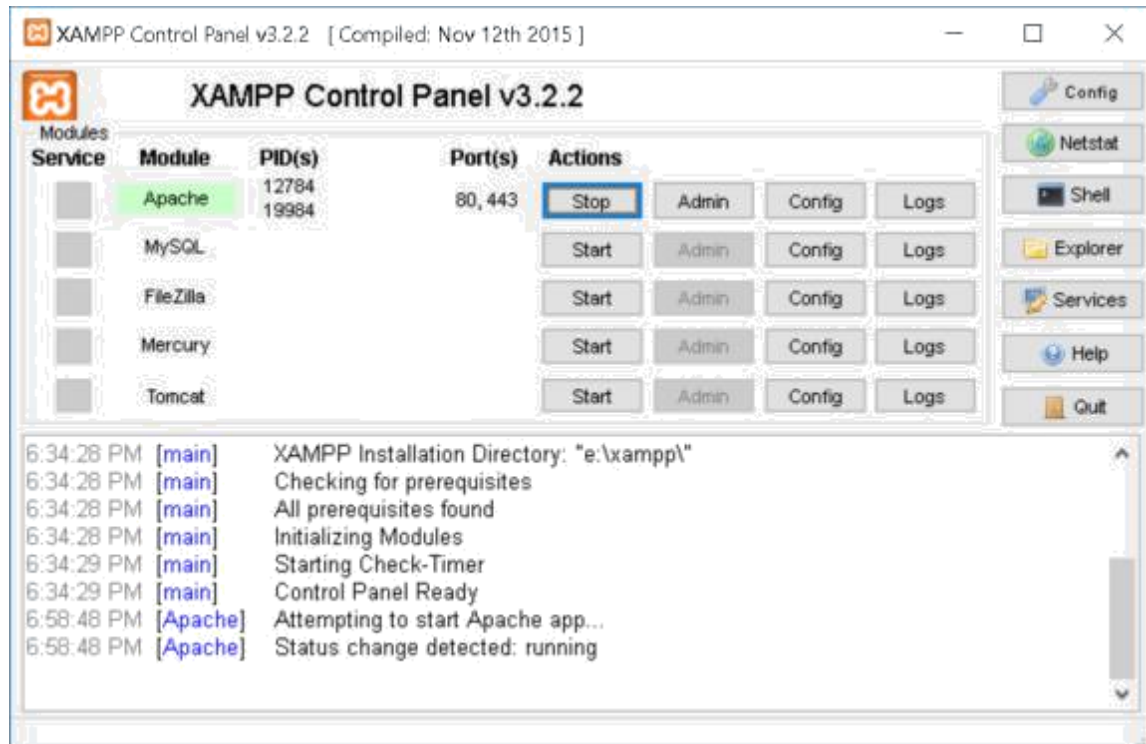 XAMPP Control Panel v3.2.2 [ Compiled: Nov 12th 2015 ]
XAMPP Control Panel v3.2.2
Config
Modules
Service Module PID(s) Port(s) Actions
Netstat
Apache 12784 19984 80, 443 Stop Admin Config Logs
Shell
MySQL Start Admin Config Logs
Explorer
FileZilla Start Admin Config Logs
Services
Mercury Start Admin Config Logs
Help
Tomcat Start Admin Config Logs
Quit
6:34:28 PM [main] XAMPP Installation Directory: "e:\xampp\"
6:34:28 PM [main] Checking for prerequisites
6:34:28 PM [main] All prerequisites found
6:34:28 PM [main] Initializing Modules
6:34:29 PM [main] Starting Check-Timer
6:34:29 PM [main] Control Panel Ready
6:58:48 PM [Apache] Attempting to start Apache app...
6:58:48 PM [Apache] Status change detected: running